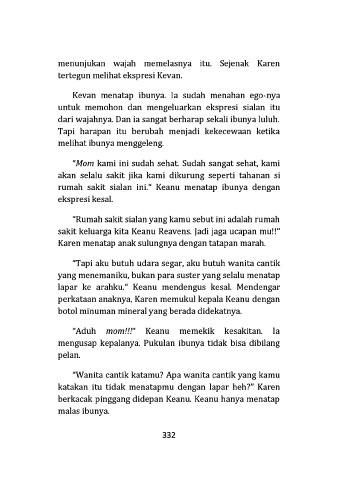 menunjukan wajah memelasnya itu. Sejenak Karen
tertegun melihat ekspresi Kevan.
Kevan menatap ibunya. Ia sudah menahan ego-nya
untuk memohon dan mengeluarkan ekspresi sialan itu
dari wajahnya. Dan ia sangat berharap sekali ibunya luluh.
Tapi harapan itu berubah menjadi kekecewaan ketika
melihat ibunya menggeleng.
"Mom kami ini sudah sehat. Sudah sangat sehat, kami
akan selalu sakit jika kami dikurung seperti tahanan si
rumah sakit sialan ini." Keanu menatap ibunya dengan
ekspresi kesal.
"Rumah sakit sialan yang kamu sebut ini adalah rumah
sakit keluarga kita Keanu Reavens. Jadi jaga ucapan mu!!"
Karen menatap anak sulungnya dengan tatapan marah.
"Tapi aku butuh udara segar, aku butuh wanita cantik
yang menemaniku, bukan para suster yang selalu menatap
lapar ke arahku." Keanu mendengus kesal. Mendengar
perkataan anaknya, Karen memukul kepala Keanu dengan
botol minuman mineral yang berada didekatnya.
"Aduh mom!!!" Keanu memekik kesakitan. Ia
mengusap kepalanya. Pukulan ibunya tidak bisa dibilang
pelan.
"Wanita cantik katamu? Apa wanita cantik yang kamu
katakan itu tidak menatapmu dengan lapar heh?" Karen
berkacak pinggang didepan Keanu. Keanu hanya menatap
malas ibunya.
332